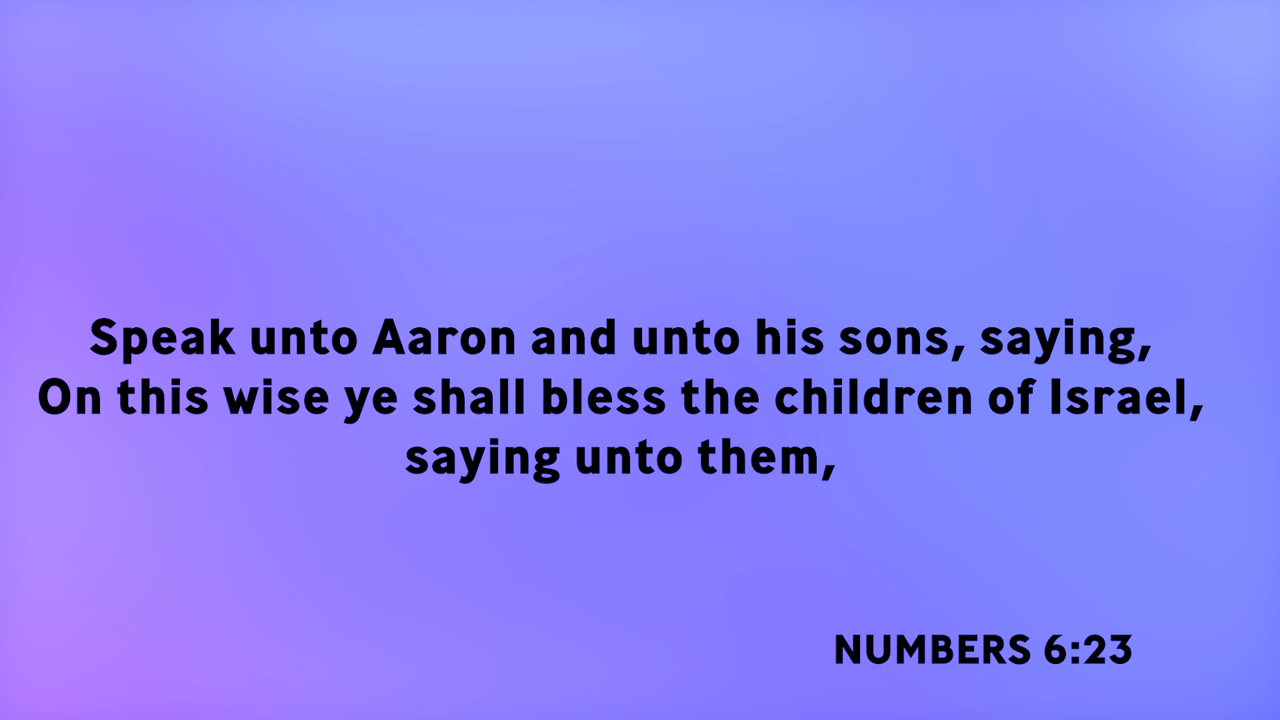 Speak unto Aaron and unto his sons, saying,
On this wise ye shall bless the children of Israel,
saying unto them,
NUMBERS 6:23